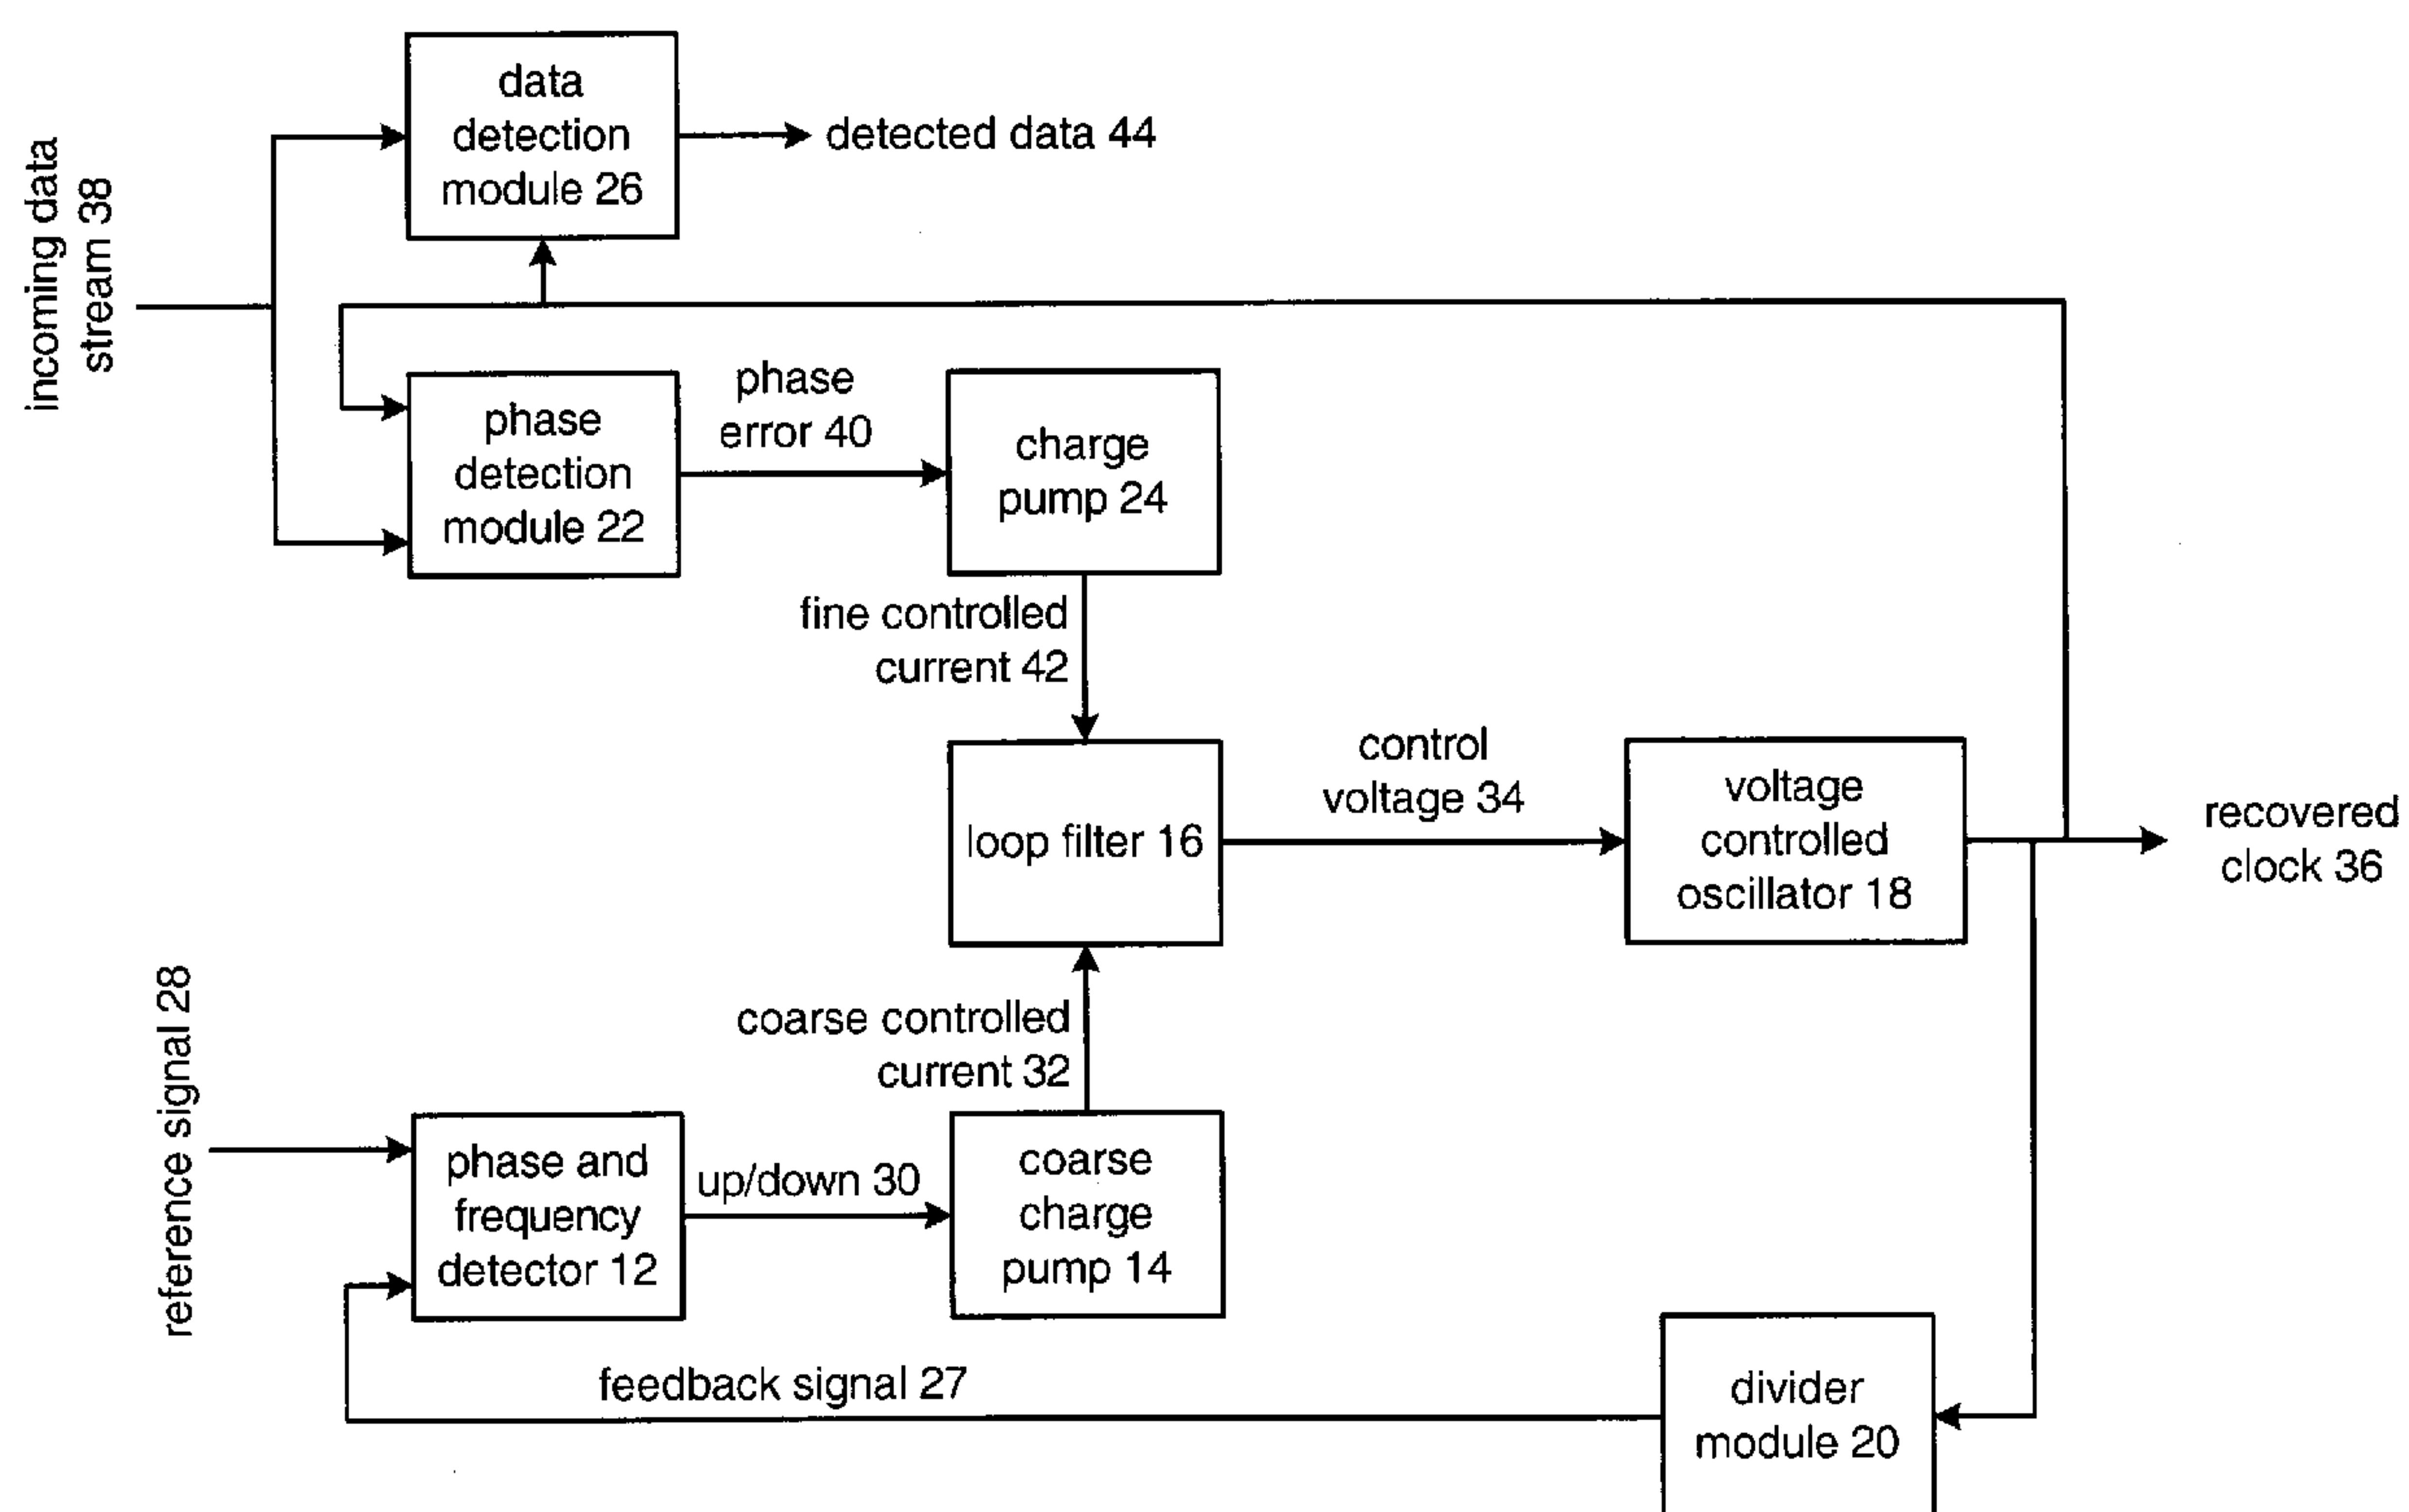 data
detection
module 26
detected data 44
incoming data
stream 38
phase
detection
module 22
phase
error 40
charge
pump 24
fine controlled
current 42
loop filter 16
control
voltage 34
voltage
controlled
oscillator 18
recovered
clock 36
reference signal 28
coarse controlled
current 32
phase and
frequency
detector 12
up/down 30
coarse
charge
pump 14
feedback signal 27
divider
module 20